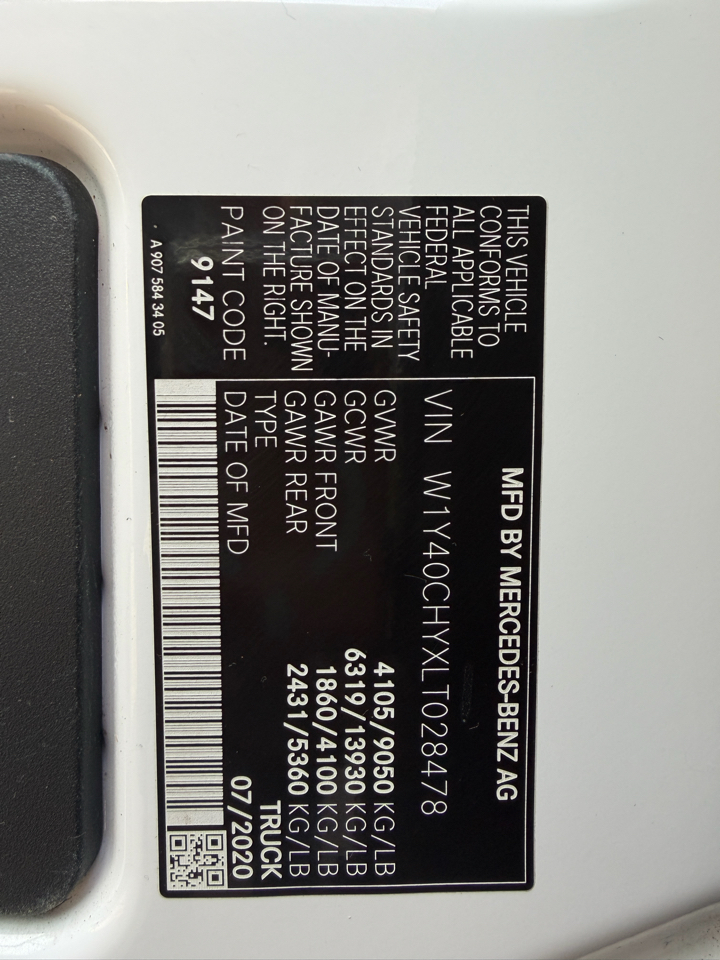 THIS VEHICLE
CONFORMS TO
ALL APPLICABLE
FEDERAL
VEHICLE SAFETY
STANDARDS IN
EFFECT ON THE
DATE OF MANU-
FACTURE SHOWN
ON THE RIGHT.
PAINT CODE
9147
A 907 584 34 05
MFD BY MERCEDES-BENZ AG
VIN W1Y40CHYXLT028478
GVWR 4105/9050 KG/LB
GCWR 6319/13930 KG/LB
GAWR FRONT 1860/4100 KG/LB
GAWR REAR 2431/5360 KG/LB
TYPE TRUCK
DATE OF MFD 07/2020